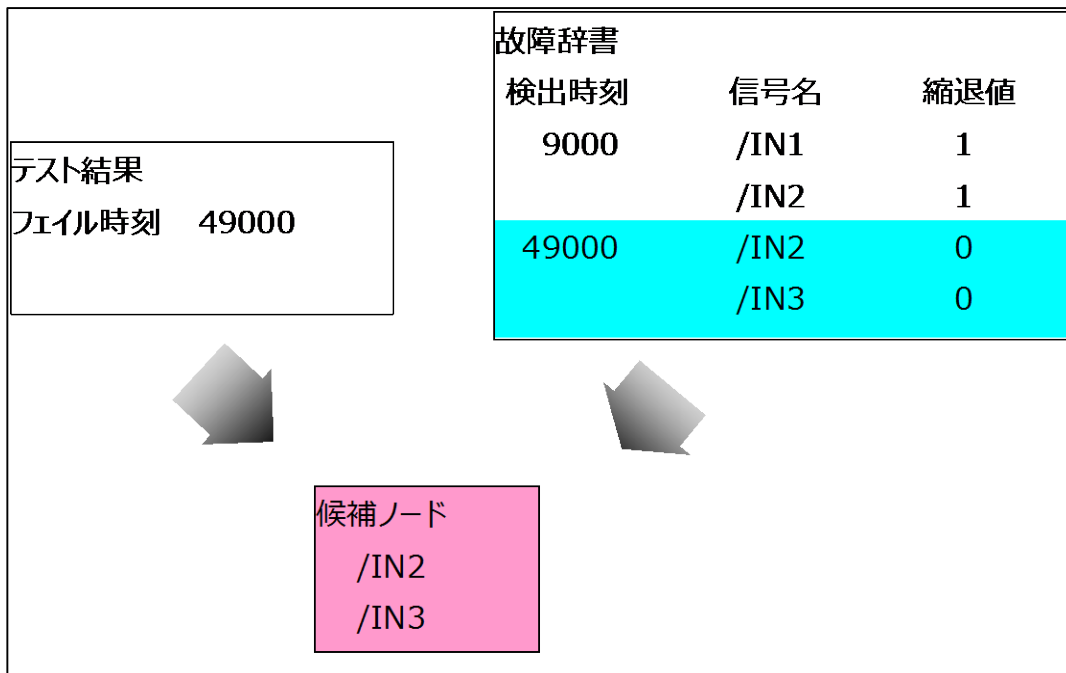 故障辞書
検出時刻 信号名 縮退値
9000 /IN1 1
/IN2 1
49000 /IN2 0
/IN3 0
テスト結果
フェイル時刻 49000
候補ノード
/IN2
/IN3